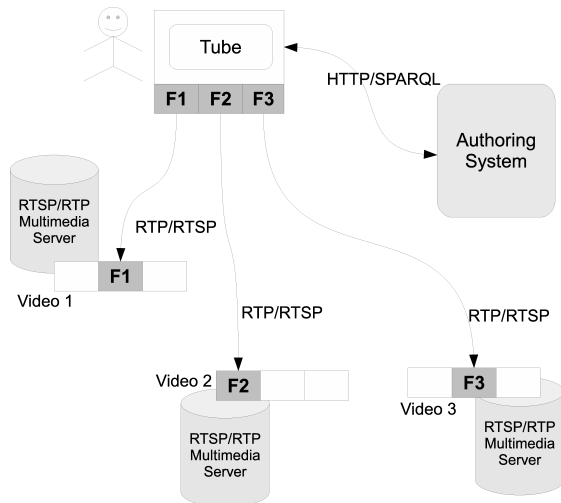 Tube
F1 F2 F3
HTTP/SPARQL
Authoring
System
RTSP/RTP
Multimedia
Server
RTP/RTSP
F1
Video 1
RTP/RTSP
RTP/RTSP
Video 2
F2
F3
Video 3
RTSP/RTP
Multimedia
Server
RTSP/RTP
Multimedia
Server